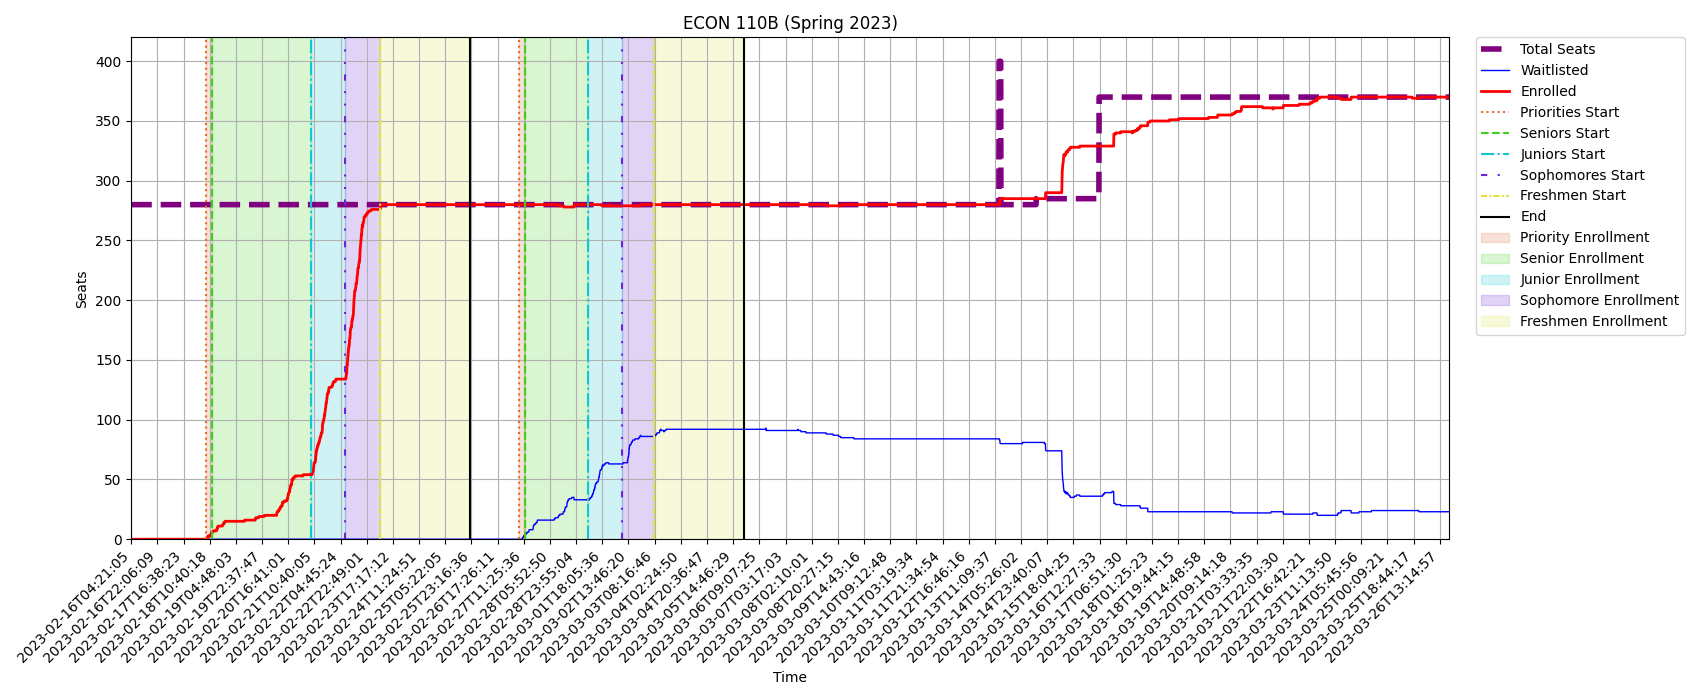 ECON 110B (Spring 2023)
400
350
300
250
200
150
100
50
0
Seats
2023-02-16T04:21:05
2023-02-16T22:06:09
2023-02-17T16:38:23
2023-02-18T10:40:18
2023-02-19T04:48:03
2023-02-19T22:37:47
2023-02-20T16:41:01
2023-02-21T10:40:05
2023-02-22T04:45:24
2023-02-22T22:49:01
2023-02-23T17:17:12
2023-02-24T11:24:51
2023-02-25T05:22:05
2023-02-25T23:16:36
2023-02-26T17:26:11
2023-02-27T11:25:36
2023-02-28T05:52:50
2023-02-28T23:55:04
2023-03-01T18:05:36
2023-03-02T13:46:20
2023-03-03T08:16:46
2023-03-04T02:24:50
2023-03-04T20:36:47
2023-03-05T14:46:29
2023-03-06T09:07:25
2023-03-07T03:17:03
2023-03-08T02:10:01
2023-03-08T20:27:15
2023-03-09T14:43:16
2023-03-10T09:12:48
2023-03-11T03:19:34
2023-03-11T21:34:54
2023-03-12T16:46:16
2023-03-13T11:09:37
2023-03-14T05:26:02
2023-03-14T23:40:07
2023-03-15T18:04:25
2023-03-16T12:27:33
2023-03-17T06:51:30
2023-03-18T01:25:23
2023-03-18T19:44:15
2023-03-19T14:48:58
2023-03-20T09:14:18
2023-03-21T03:33:35
2023-03-21T22:03:30
2023-03-22T16:42:21
2023-03-23T11:13:50
2023-03-24T05:45:56
2023-03-25T00:09:21
2023-03-25T18:44:17
2023-03-26T13:14:57
Time
Total Seats
Waitlisted
Enrolled
Priorities Start
Seniors Start
Juniors Start
Sophomores Start
Freshmen Start
End
Priority Enrollment
Senior Enrollment
Junior Enrollment
Sophomore Enrollment
Freshmen Enrollment